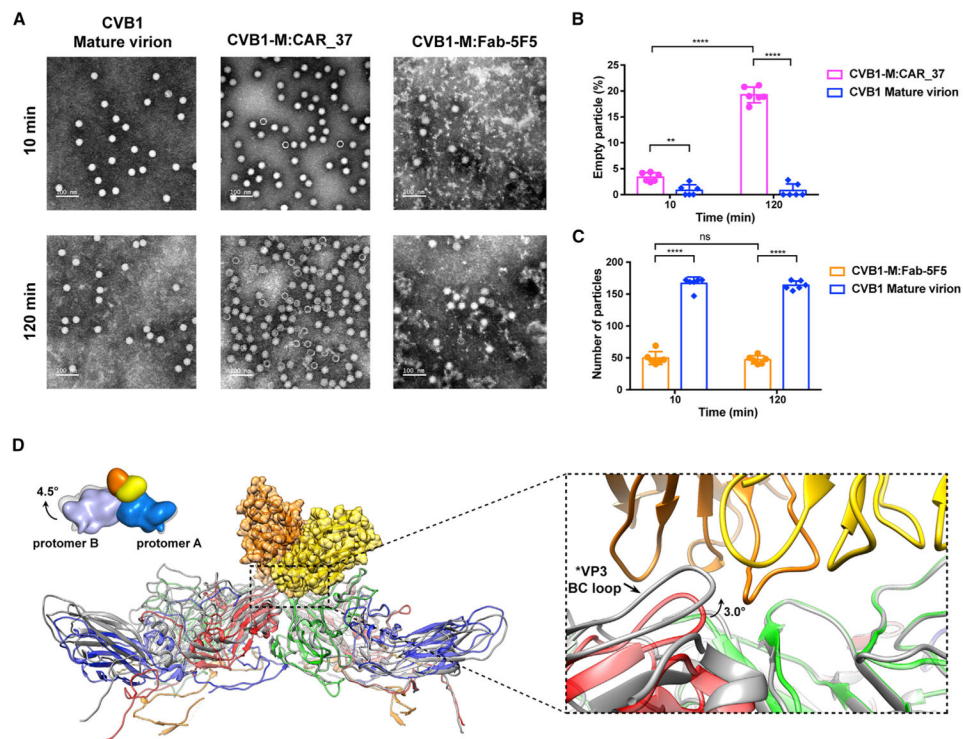 A
CVB1
Mature virion
CVB1-M:CAR_37
CVB1-M:Fab-5F5
10 min
100 nm
100 nm
100 nm
120 min
100 nm
100 nm
100 nm
B
Empty particle (%)
25
20
15
10
5
0
****
****
**
10
120
Time (min)
CVB1-M:CAR_37
CVB1 Mature virion
C
Number of particles
200
150
100
50
0
ns
****
****
10
120
Time (min)
CVB1-M:Fab-5F5
CVB1 Mature virion
D
4.5°
protomer B
protomer A
*VP3
BC loop
3.0°